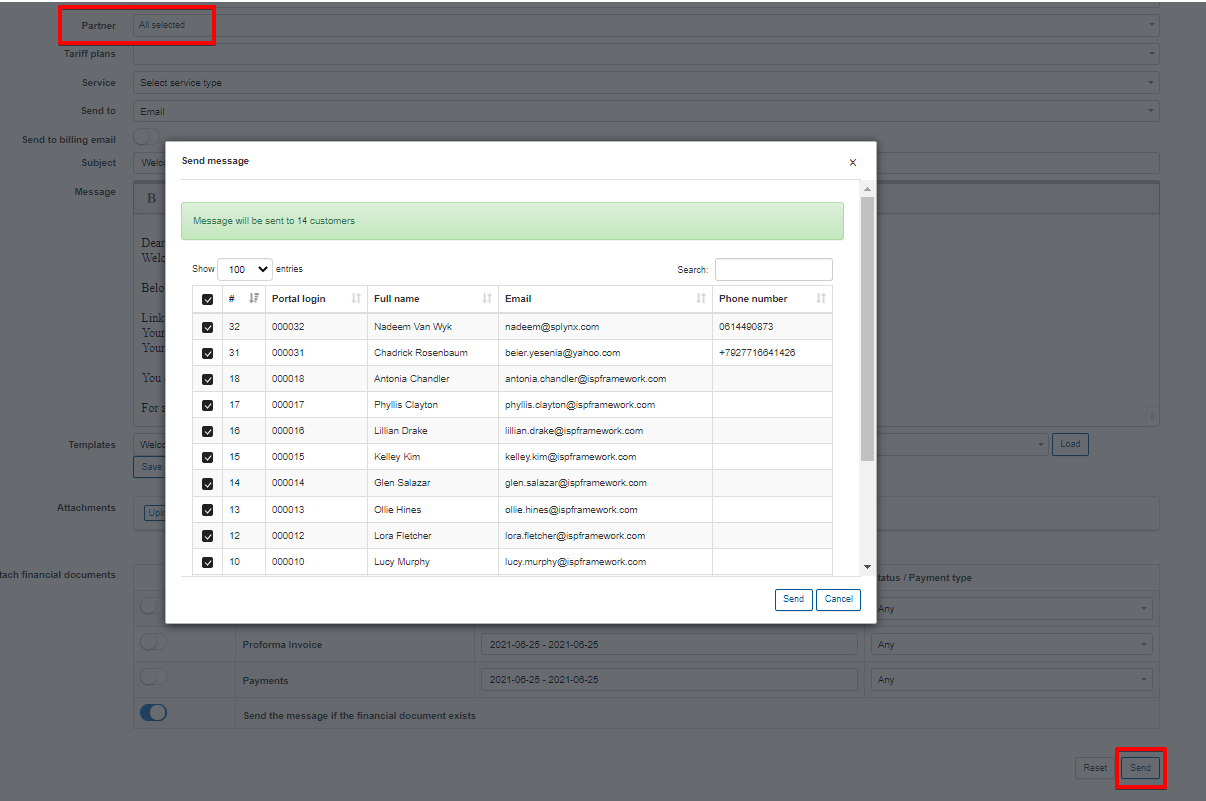 Partner All selected
Tariff plans
Service Select service type
Send to Email
Send to billing email
Subject
Message B
Dear
Send message x
Message will be sent to 14 customers
Show 100 entries Search:
# Portal login Full name Email Phone number
32 000032 Nadeem Van Wyk nadeem@splynx.com 0614490873
31 000031 Chadrick Rosenbaum beier.yesenia@yahoo.com +7927716641426
18 000018 Antonia Chandler antonia.chandler@ispframework.com
17 000017 Phyllis Clayton phyllis.clayton@ispframework.com
16 000016 Lillian Drake lillian.drake@ispframework.com
15 000015 Kelley Kim kelley.kim@ispframework.com
14 000014 Glen Salazar glen.salazar@ispframework.com
13 000013 Ollie Hines ollie.hines@ispframework.com
12 000012 Lora Fletcher lora.fletcher@ispframework.com
10 000010 Lucy Murphy lucy.murphy@ispframework.com
Send Cancel
Link
Your
Your
You
For a
Templates Load
Save
Attachments
tach financial documents tatus / Payment type
Any
Proforma Invoice 2021-06-25 - 2021-06-25 Any
Payments 2021-06-25 - 2021-06-25 Any
Send the message if the financial document exists
Reset Send